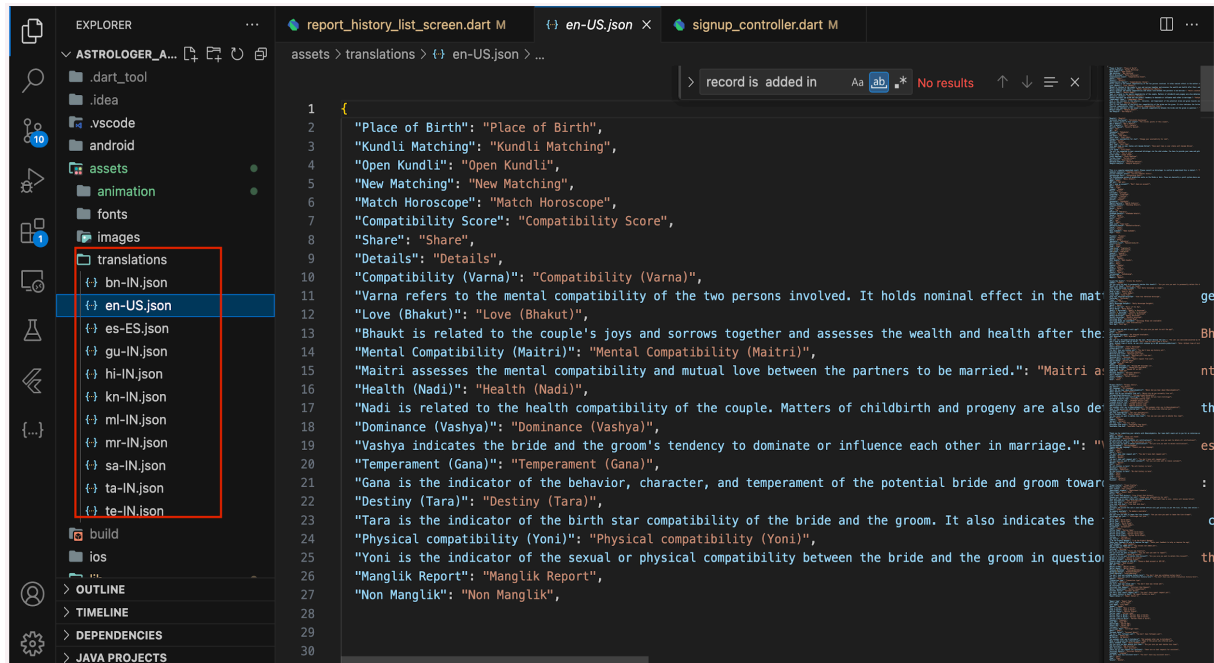 EXPLORER
report_history_list_screen.dart M
en-US.json
signup_controller.dart M
ASTROLOGER_A...
assets > translations > en-US.json > ...
.dart_tool
.idea
.vscode
android
assets
animation
fonts
images
translations
bn-IN.json
en-US.json
es-ES.json
gu-IN.json
hi-IN.json
kn-IN.json
ml-IN.json
mr-IN.json
sa-IN.json
ta-IN.json
te-IN.json
build
ios
OUTLINE
TIMELINE
DEPENDENCIES
JAVA PROJECTS
10
1
record is  added in
Aa
ab
.*
No results
1 {
2 "Place of Birth": "Place of Birth",
3 "Kundli Matching": "Kundli Matching",
4 "Open Kundli": "Open Kundli",
5 "New Matching": "New Matching",
6 "Match Horoscope": "Match Horoscope",
7 "Compatibility Score": "Compatibility Score",
8 "Share": "Share",
9 "Details": "Details",
10 "Compatibility (Varna)": "Compatibility (Varna)",
11 "Varna refers to the mental compatibility of the two persons involved. It holds nominal effect in the mat ge
12 "Love (Bhakut)": "Love (Bhakut)",
13 "Bhaukt is related to the couple's joys and sorrows together and assesses the wealth and health after the Bh
14 "Mental Compatibility (Maitri)": "Mental Compatibility (Maitri)",
15 "Maitri assesses the mental compatibility and mutual love between the partners to be married.": "Maitri as nt
16 "Health (Nadi)": "Health (Nadi)",
17 "Nadi is related to the health compatibility of the couple. Matters of childbirth and progeny are also de th
18 "Dominance (Vashya)": "Dominance (Vashya)",
19 "Vashya indicates the bride and the groom's tendency to dominate or influence each other in marriage.": " es
20 "Temperament (Gana)": "Temperament (Gana)",
21 "Gana is the indicator of the behavior, character, and temperament of the potential bride and groom towar :
22 "Destiny (Tara)": "Destiny (Tara)",
23 "Tara is the indicator of the birth star compatibility of the bride and the groom. It also indicates the
24 "Physical compatibility (Yoni)": "Physical compatibility (Yoni)",
25 "Yoni is the indicator of the sexual or physical compatibility between the bride and the groom in question th
26 "Manglik Report": "Manglik Report",
27 "Non Manglik": "Non Manglik",
28
29
30